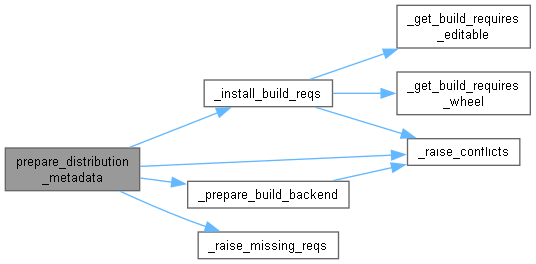 _get_build_requires
_editable
_install_build_reqs
_get_build_requires
_wheel
prepare_distribution
_metadata
_raise_conflicts
_prepare_build_backend
_raise_missing_reqs